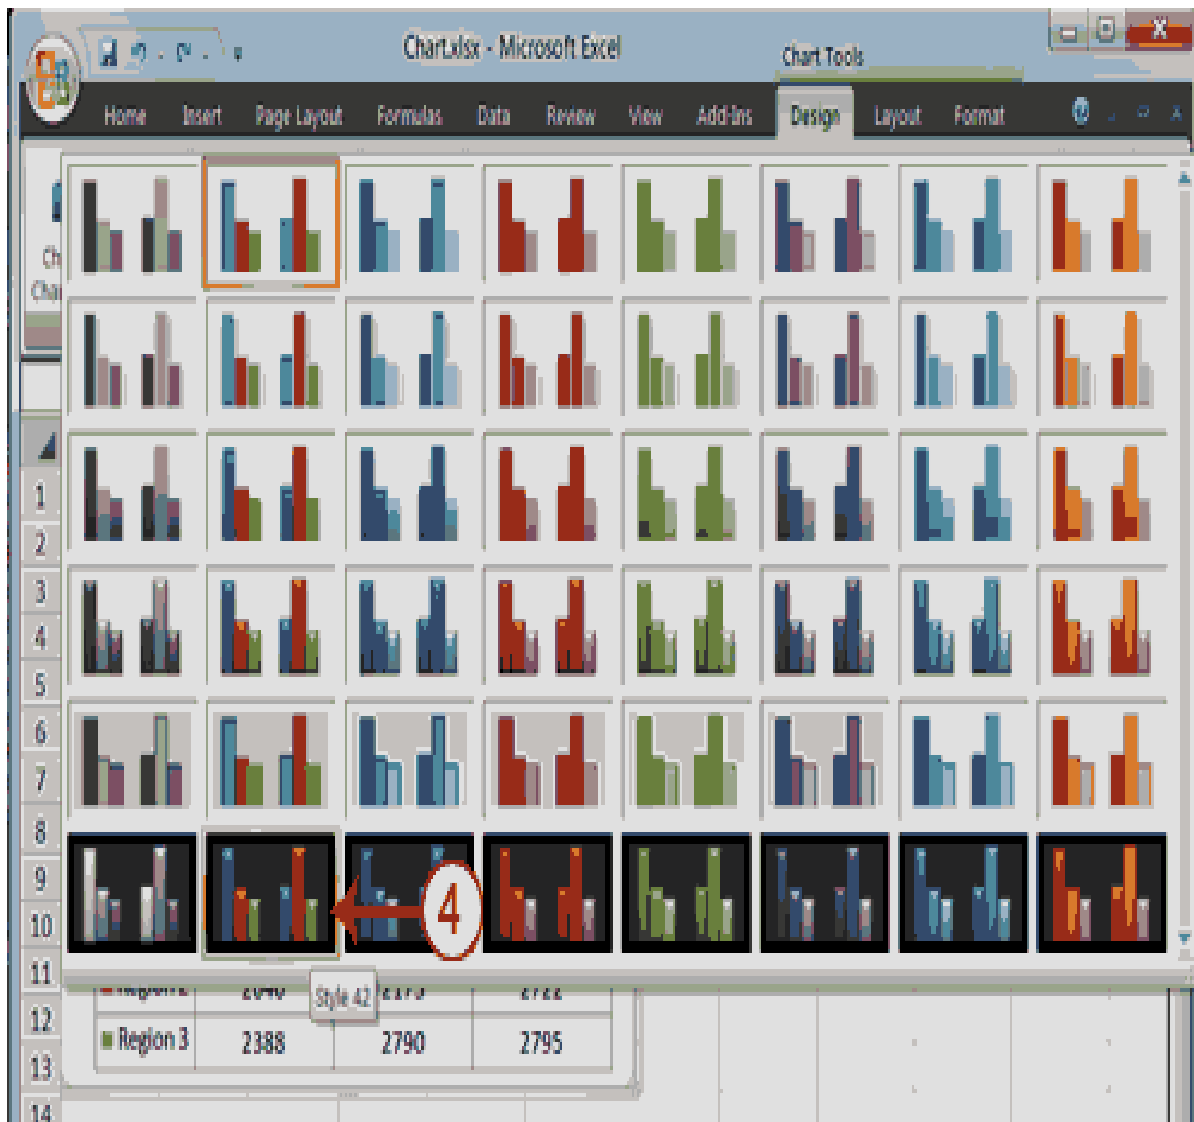 Chart.xlsx - Microsoft Excel
Chart Tools
Home Insert Page Layout Formulas Data Review View Add-Ins Design Layout Format
Ch
Cha
1
2
3
4
5
6
7
8
9
4
10
11
Style 42
12
Region 3 2388 2790 2795
13
14